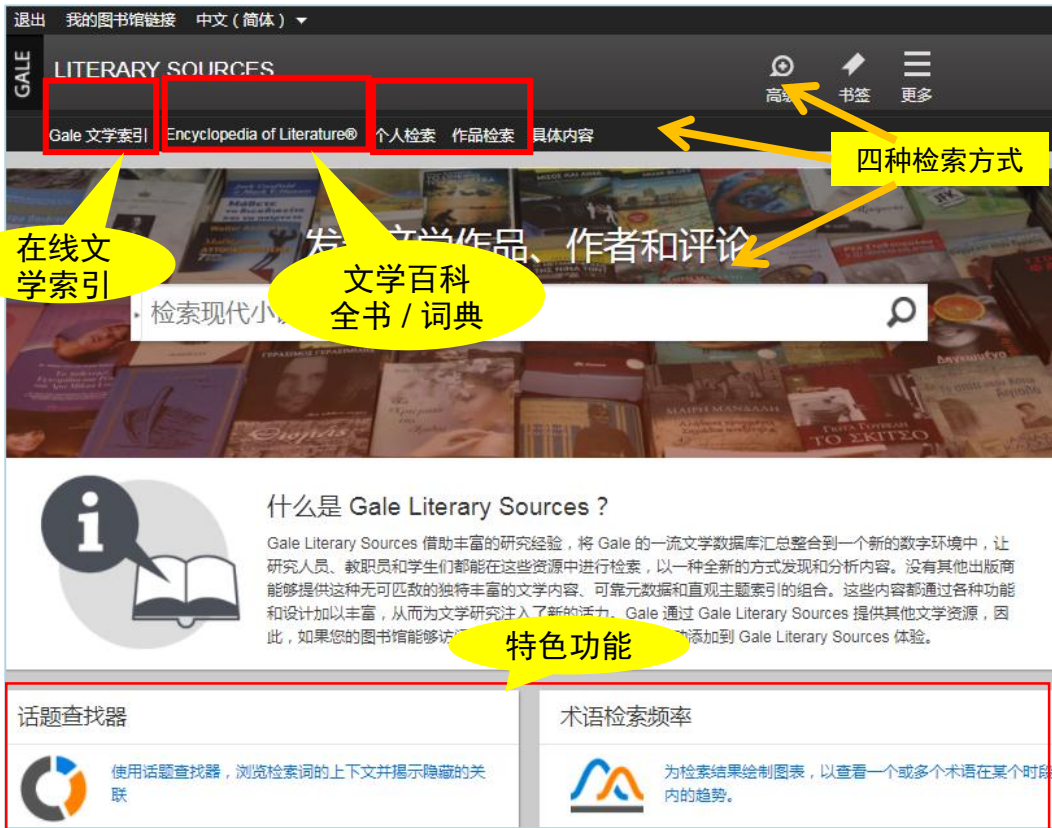 退出 我的图书馆链接 中文（简体）
GALE
LITERARY SOURCES
书签 更多
Gale 文学索引 Encyclopedia of Literature® 个人检索 作品检索 具体内容
四种检索方式
作品、作者和评论
在线文
学索引
文学百科
全书 / 词典
检索现代小
ΜΑΙΡΗ ΜΑΝΔΑΛΗ
ΤΟ ΣΚΙΤΣΟ
什么是 Gale Literary Sources？
Gale Literary Sources 借助丰富的研究经验，将 Gale 的一流文学数据库汇总整合到一个新的数字环境中，让
研究人员、教职员和学生们都能在这些资源中进行检索，以一种全新的方式发现和分析内容。没有其他出版商
能够提供这种无可匹敌的独特丰富的文学内容、可靠元数据和直观主题索引的组合。这些内容都通过各种功能
和设计加以丰富，从而为文学研究注入了新的活力。Gale 通过 Gale Literary Sources 提供其他文学资源，因
此，如果您的图书馆能够访 添加到 Gale Literary Sources 体验。
特色功能
话题查找器
术语检索频率
使用话题查找器，浏览检索词的上下文并揭示隐藏的关
联
为检索结果绘制图表，以查看一个或多个术语在某个时段
内的趋势。